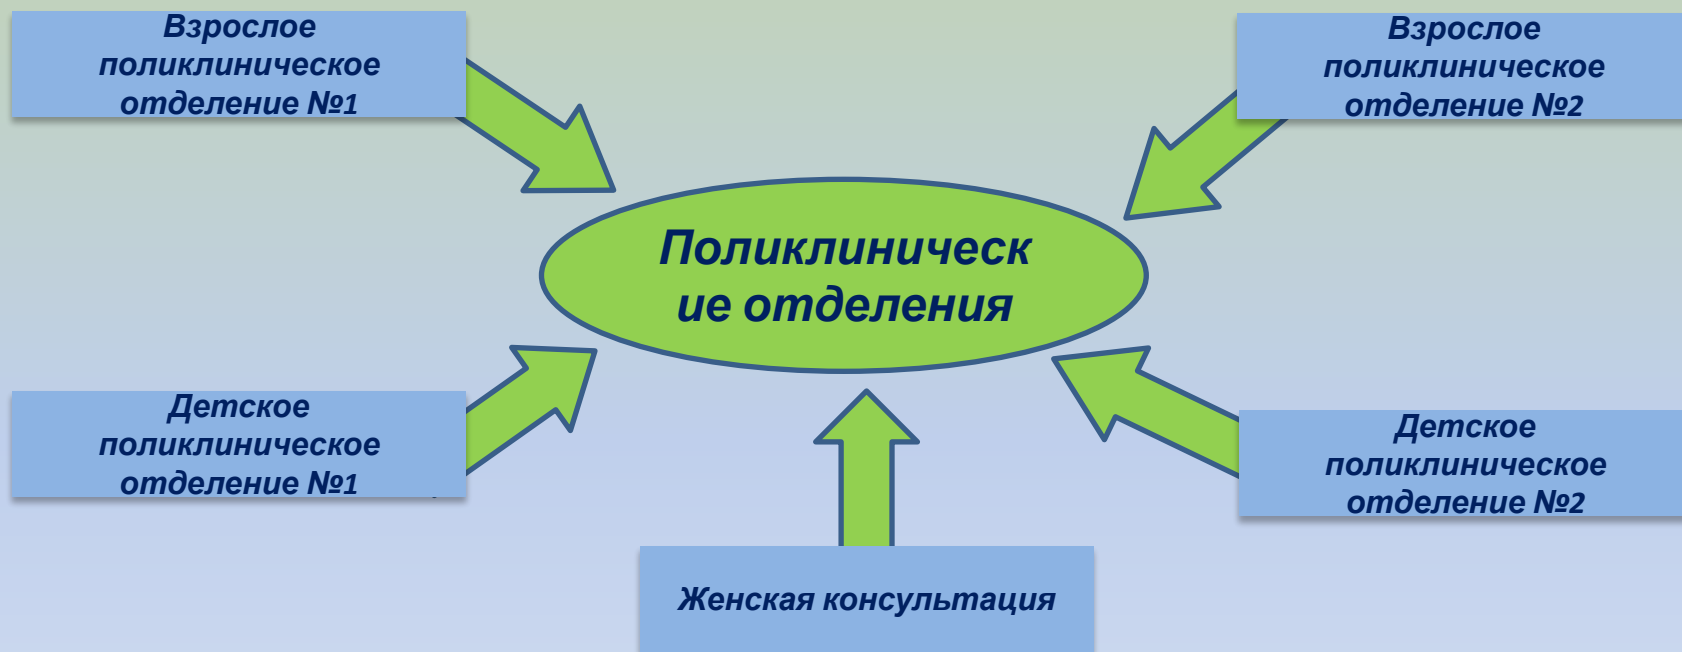 Взрослое
поликлиническое
отделение №1
Взрослое
поликлиническое
отделение №2
Поликлиническ
ие отделения
Детское
поликлиническое
отделение №1
Детское
поликлиническое
отделение №2
Женская консультация